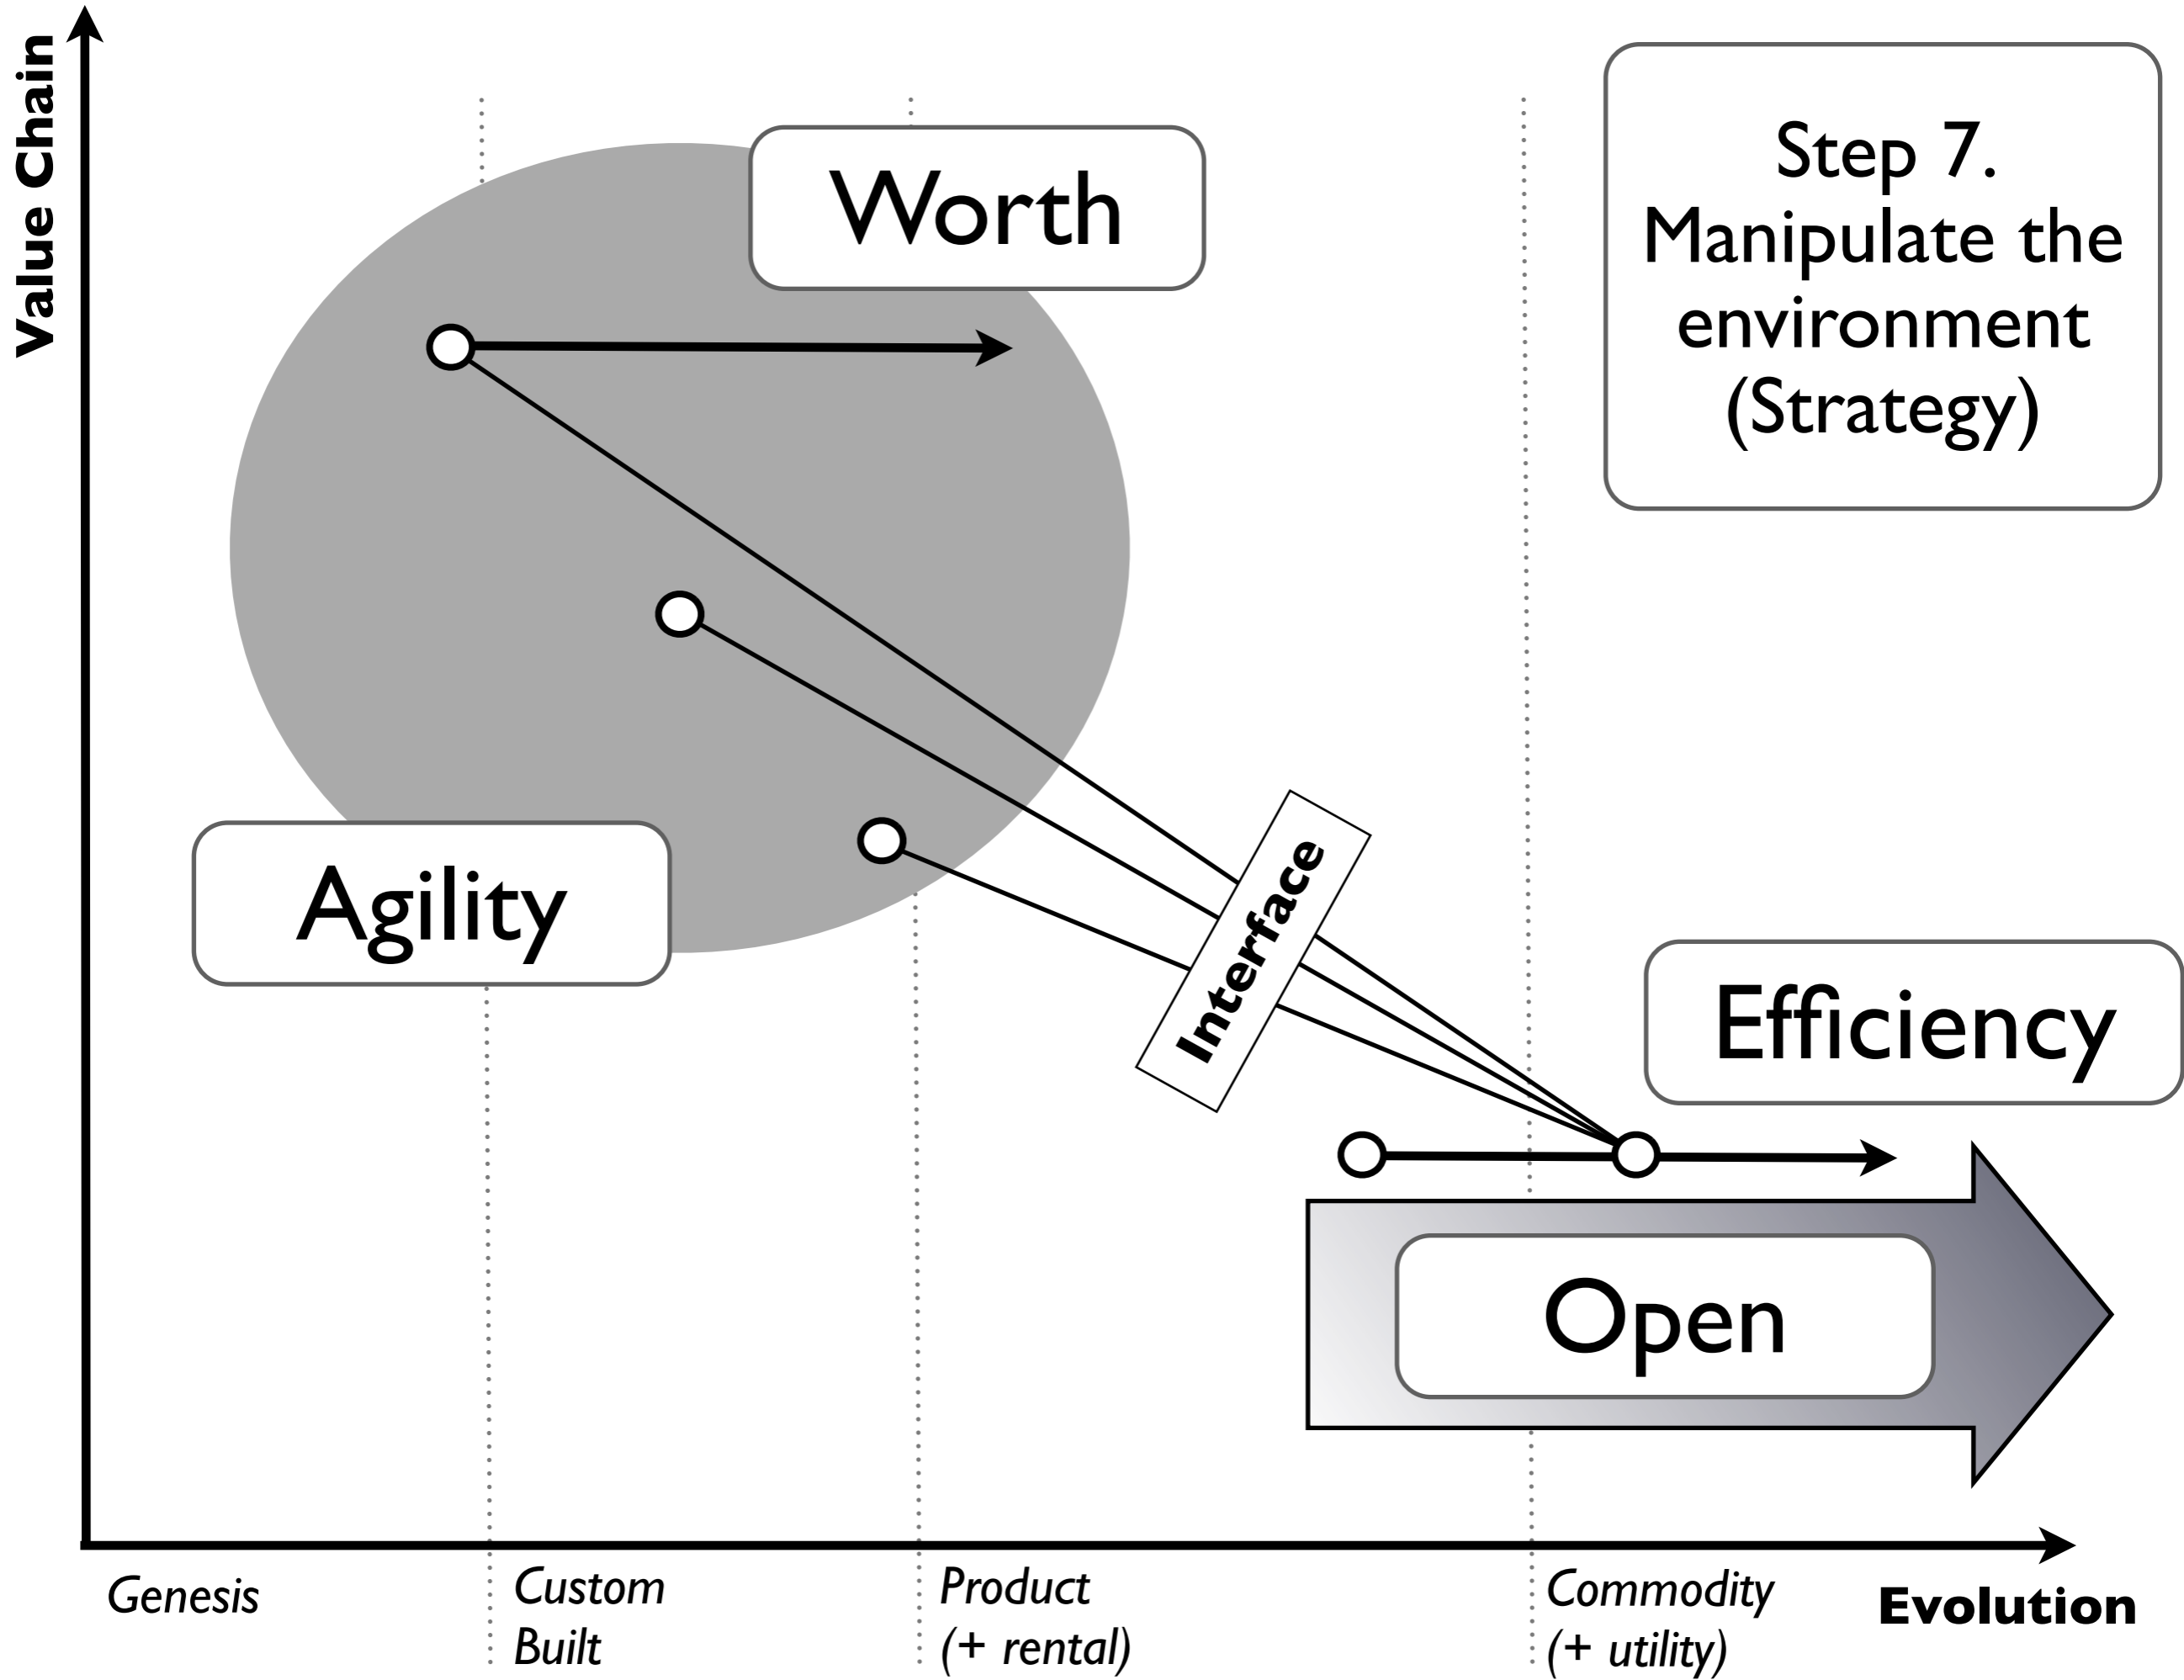 Value Chain
Worth
Step 7.
Manipulate the
environment
(Strategy)
Agility
Interface
Efficiency
Open
Genesis
Custom
Built
Product
(+ rental)
Commodity
(+ utility)
Evolution